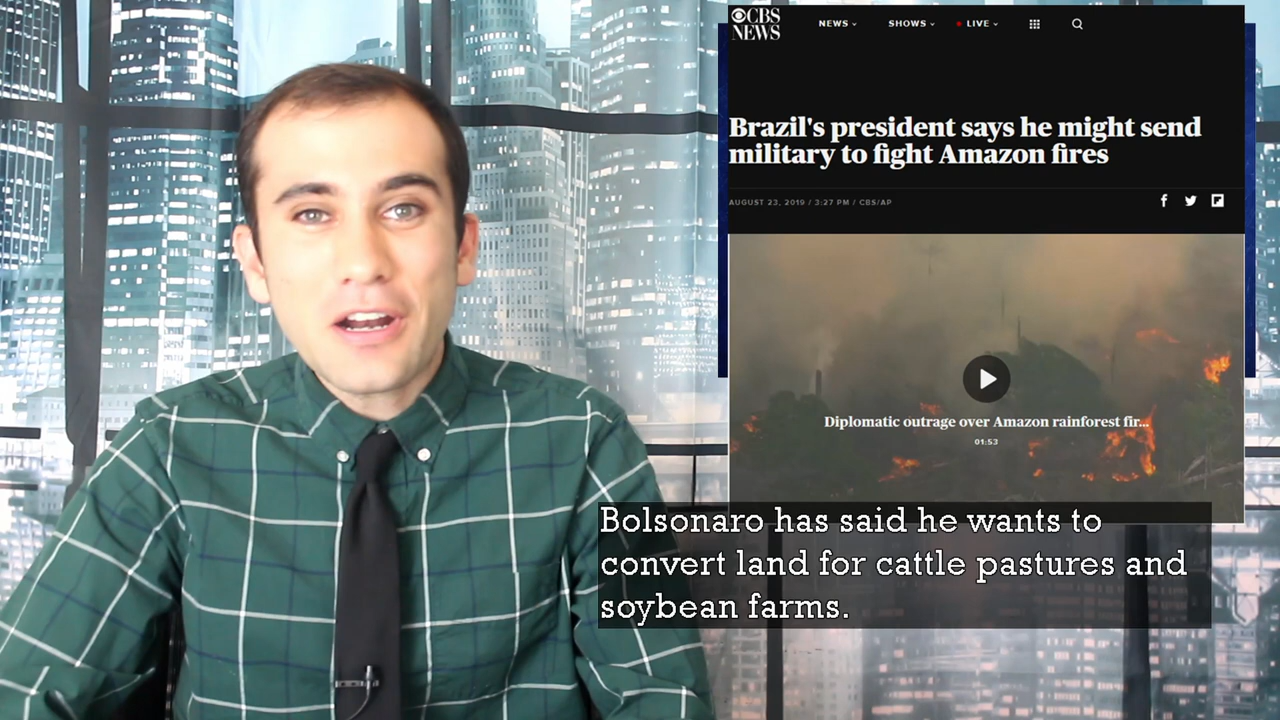 CBS NEWS
NEWS
SHOWS
LIVE
Brazil's president says he might send
military to fight Amazon fires
AUGUST 23, 2019 / 3:27 PM / CBS/AP
Diplomatic outrage over Amazon rainforest fir...
01:53
Bolsonaro has said he wants to
convert land for cattle pastures and
soybean farms.